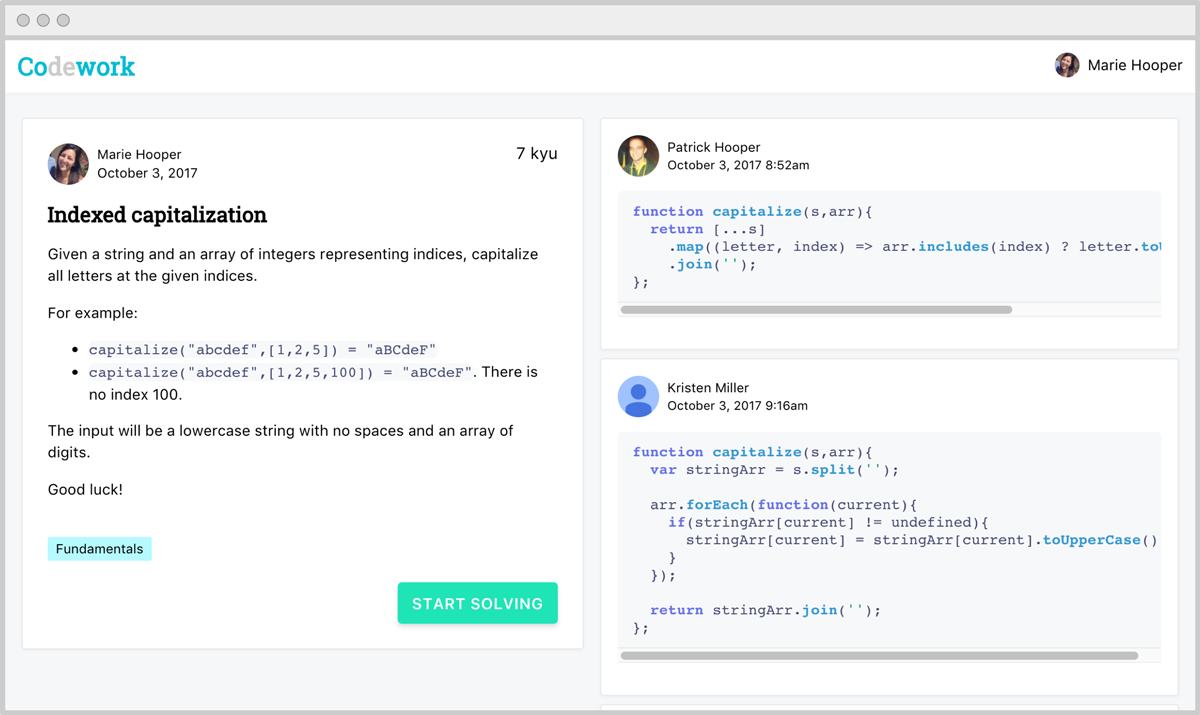 Codework
Marie Hooper
Marie Hooper
October 3, 2017
7 kyu
Indexed capitalization
Given a string and an array of integers representing indices, capitalize
all letters at the given indices.
For example:
capitalize("abcdef",[1,2,5]) = "aBCdeF"
capitalize("abcdef",[1,2,5,100]) = "aBCdeF". There is
no index 100.
The input will be a lowercase string with no spaces and an array of
digits.
Good luck!
Fundamentals
START SOLVING
Patrick Hooper
October 3, 2017 8:52am
function capitalize(s,arr){
return [...s]
.map((letter, index) => arr.includes(index) ? letter.to
.join('');
};
Kristen Miller
October 3, 2017 9:16am
function capitalize(s,arr){
var stringArr = s.split('');
arr.forEach(function(current){
if(stringArr[current] != undefined){
stringArr[current] = stringArr[current].toUpperCase()
}
});
return stringArr.join('');
};